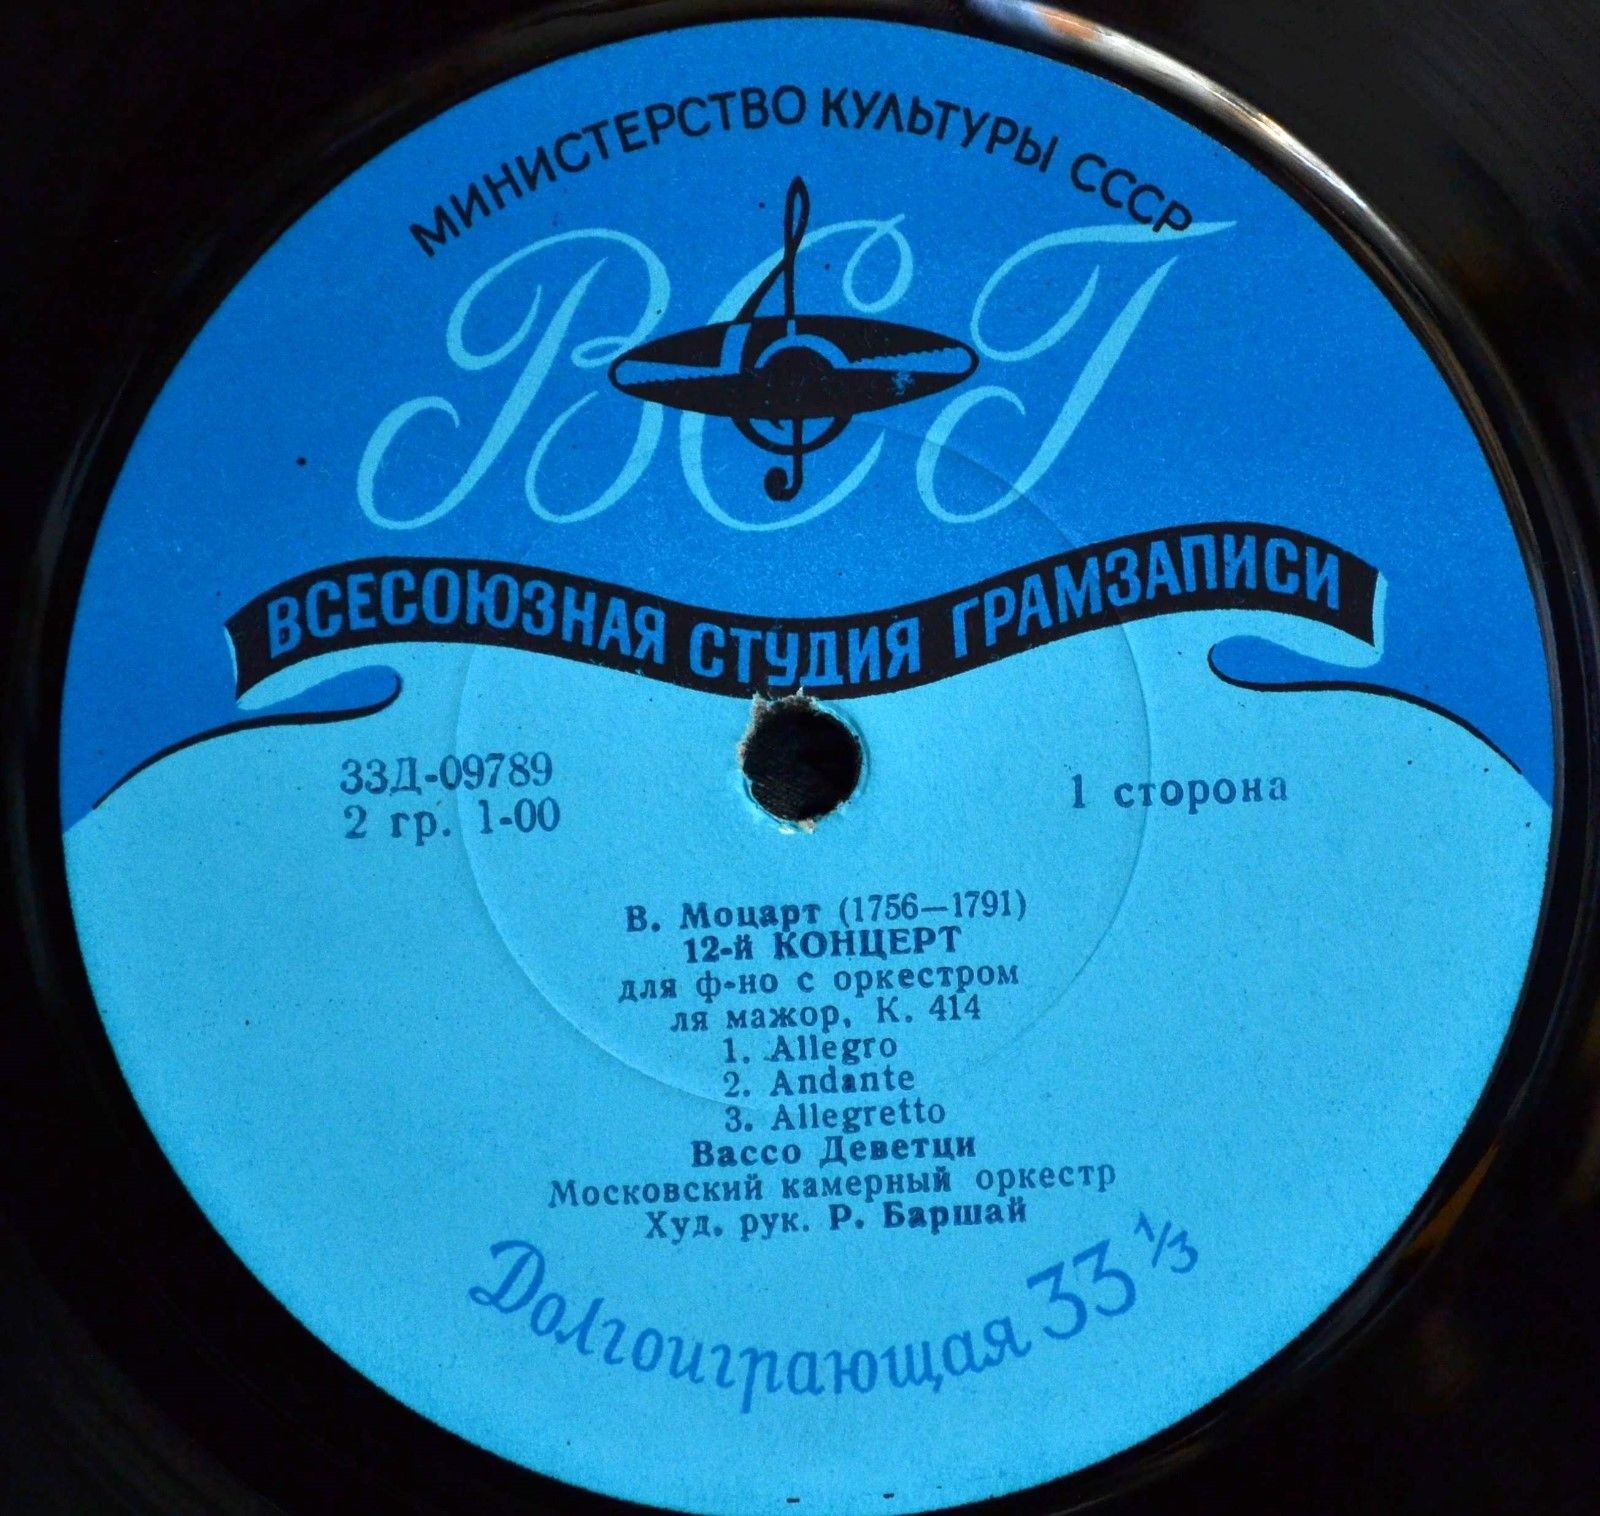 МИНИСТЕРСТВО КУЛЬТУРЫ СССР
ВСГ
ВСЕСОЮЗНАЯ СТУДИЯ ГРАМЗАПИСИ
33Д-09789
2 гр. 1-00
1 сторона
В. Моцарт (1756—1791)
12-й КОНЦЕРТ
для ф-но с оркестром
ля мажор, К. 414
1. Allegro
2. Andante
3. Allegretto
Вассо Деветци
Московский камерный оркестр
Худ. рук. Р. Баршай
Долгоиграющая 33 1/3